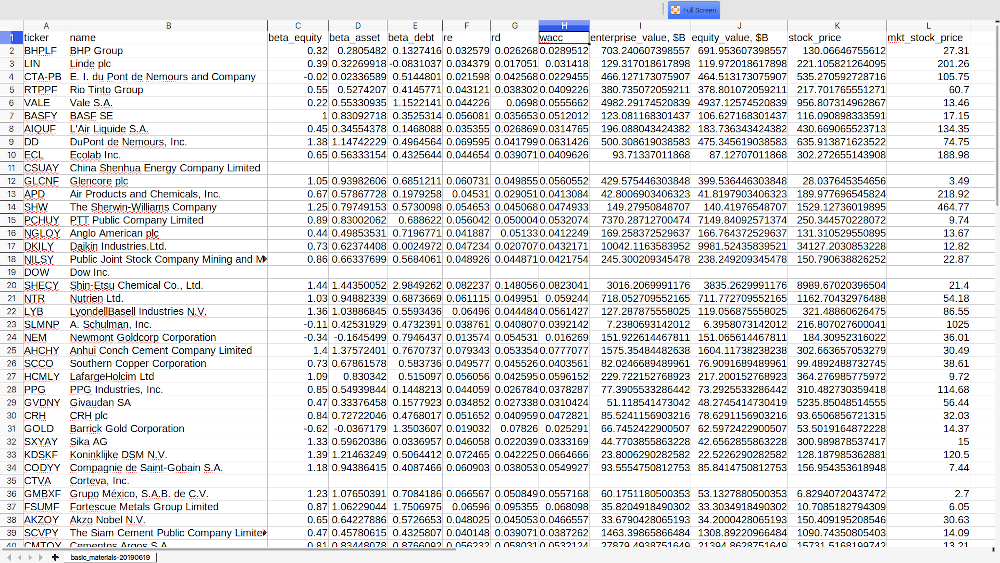 Full Screen
A B C D E F G H I J K L
1 ticker name beta_equity beta_asset beta_debt re rd wacc enterprise_value, $B equity_value, $B stock_price mkt_stock_price
2 BHPLF BHP Group 0.32 0.2805482 0.1327416 0.032579 0.026268 0.0289512 703.240607398557 691.953607398557 130.06646755612 27.31
3 LIN Linde plc 0.39 0.32269918 -0.0831037 0.034379 0.017051 0.031418 129.317018197614 119.972018197614 221.105821264095 201.26
4 CTA-PB E. I. du Pont de Nemours and Company -0.02 0.02336589 0.5144801 0.021598 0.042568 0.0229455 466.127173075907 464.513173075907 535.270592728716 105.75
5 RTPPF Rio Tinto Group 0.55 0.5274207 0.4145771 0.043121 0.038302 0.0409226 380.735072059211 378.801072059211 217.701765551271 60.7
6 VALE Vale S.A. 0.22 0.55330935 1.1522141 0.044226 0.0698 0.0555662 4982.29174520839 4937.12574520839 956.807314962867 13.46
7 BASFY BASF SE 1 0.83092718 0.3525314 0.056081 0.035653 0.0512012 123.081168301437 106.627168301437 116.090898333591 17.15
8 AIQUF L'Air Liquide S.A. 0.45 0.34554378 0.1468088 0.035355 0.026869 0.0314765 196.088043424382 183.736343424382 430.669065523713 134.35
9 DD DuPont de Nemours, Inc. 1.38 1.14742229 0.4964564 0.069595 0.041799 0.0631426 500.308619038583 475.345619038583 635.913871623522 74.75
10 ECL Ecolab Inc. 0.65 0.56333154 0.4325644 0.044654 0.039071 0.0409626 93.71337011868 87.12707011868 302.272655143908 188.98
11 CSUAY China Shenhua Energy Company Limited
12 GLCNF Glencore plc 1.05 0.93982606 0.6851211 0.060731 0.049855 0.0560552 429.575446303848 399.536446303848 28.037645354656 3.49
13 APD Air Products and Chemicals, Inc. 0.67 0.57867728 0.1979258 0.04531 0.029051 0.0413084 42.8006903406323 41.8197903406323 189.977696545824 218.92
14 SHW The Sherwin-Williams Company 1.25 0.79749153 0.5730098 0.054653 0.045068 0.0474933 149.27950848707 140.41976548707 1529.12736019895 464.77
15 PCHUY PTT Public Company Limited 0.89 0.83002062 0.688622 0.056042 0.050004 0.0532074 7370.28712700474 7149.84092571374 250.344570228072 9.74
16 NGLOY Anglo American plc 0.44 0.49853531 0.7196771 0.041887 0.05133 0.0412249 169.258372529637 166.764372529637 131.310529550895 13.67
17 DKILY Daikin Industries,Ltd. 0.73 0.62374408 0.0024972 0.047234 0.020707 0.0432171 10042.1163583952 9981.52435839521 34127.2030853228 12.82
18 NILSY Public Joint Stock Company Mining and M 0.86 0.66337699 0.5684061 0.048926 0.044871 0.0421754 245.300209345478 238.249209345478 150.790638826252 22.87
19 DOW Dow Inc.
20 SHECY Shin-Etsu Chemical Co., Ltd. 1.44 1.44350052 2.9849262 0.082237 0.148056 0.0823041 3016.2069991176 3835.2629991176 8989.67020396504 21.4
21 NTR Nutrien Ltd. 1.03 0.94882339 0.6873669 0.061115 0.049951 0.059244 718.052709552165 711.772709552165 1162.70432976488 54.18
22 LYB LyondellBasell Industries N.V. 1.36 1.03886845 0.5593436 0.06496 0.044484 0.0561427 127.287875558025 119.056875558025 321.48860626475 86.55
23 SLMNP A. Schulman, Inc. -0.11 0.42531929 0.4732391 0.038761 0.040807 0.0392142 7.2380693142012 6.3958073142012 216.807027600041 1025
24 NEM Newmont Goldcorp Corporation -0.34 -0.1645499 0.7946437 0.013574 0.054531 0.016269 151.922614467811 151.065614467811 184.30952316022 36.01
25 AHCHY Anhui Conch Cement Company Limited 1.4 1.37572401 0.7670737 0.079343 0.053354 0.0777077 1575.35484482638 1604.11738238238 302.663657053279 30.49
26 SCCO Southern Copper Corporation 0.73 0.67861578 0.583736 0.049577 0.045526 0.0403561 82.0246689489961 76.9091689489961 99.4892488732745 38.61
27 HCMLY LafargeHolcim Ltd 1.09 0.830342 0.515097 0.056056 0.042595 0.0596152 229.722152768923 217.200152768923 364.276985775972 9.72
28 PPG PPG Industries, Inc. 0.85 0.54939844 0.1448213 0.044059 0.026784 0.0378287 77.3905533286442 73.2925533286442 310.482730359418 114.68
29 GVDNY Givaudan SA 0.47 0.33376458 0.1577923 0.034852 0.027338 0.0310424 51.118541473042 48.2745414730419 5235.85048514555 56.44
30 CRH CRH plc 0.84 0.72722046 0.4768017 0.051652 0.040959 0.0472821 85.5241156903216 78.6291156903216 93.6506856721315 32.03
31 GOLD Barrick Gold Corporation -0.62 -0.0367179 1.3503607 0.019032 0.07826 0.025291 66.7452422900507 62.5972422900507 53.5019164872228 14.37
32 SXYAY Sika AG 1.33 0.59620386 0.0336957 0.046058 0.022039 0.0333169 44.7703855863228 42.6562855863228 300.989878537417 15
33 KDSKF Koninklijke DSM N.V. 1.39 1.21463249 0.5064412 0.072465 0.042225 0.0664666 23.8006290282582 22.5226290282582 128.187985362881 120.5
34 CODYY Compagnie de Saint-Gobain S.A. 1.18 0.94386415 0.4087466 0.060903 0.038053 0.0549927 93.5554750812753 85.8414750812753 156.954353618948 7.44
35 CTVA Corteva, Inc.
36 GMBXF Grupo México, S.A.B. de C.V. 1.23 1.07650391 0.7084186 0.066567 0.050849 0.0557168 60.1751180500353 53.1327880500353 6.82940720437472 2.7
37 FSUMF Fortescue Metals Group Limited 0.87 1.06229044 1.7506975 0.06596 0.095355 0.068098 35.8204918490312 33.3034918490312 10.7085182794309 6.05
38 AKZOY Akzo Nobel N.V. 0.65 0.64227886 0.5726653 0.048025 0.045053 0.0466557 33.6790428065131 34.2000428065131 150.409195208546 30.63
39 SCVPY The Siam Cement Public Company Limite 0.47 0.45780615 0.4325807 0.040148 0.039071 0.0387262 1463.39865866484 1308.89220966484 1090.74350805403 14.09
40 CMTOY Cementos Argos S.A. 0.81 0.83448078 0.8766092 0.056232 0.058031 0.0532124 27879.4938751649 21394.8628751649 15731.5168199742 13.21
basic_materials-20190619